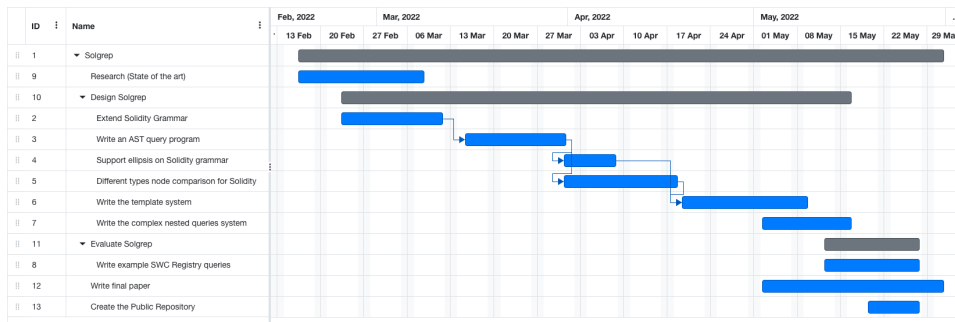 Feb, 2022 Mar, 2022 Apr, 2022 May, 2022
ID Name 13 Feb 20 Feb 27 Feb 06 Mar 13 Mar 20 Mar 27 Mar 03 Apr 10 Apr 17 Apr 24 Apr 01 May 08 May 15 May 22 May 29 Ma
1 Solgrep
9 Research (State of the art)
10 Design Solgrep
2 Extend Solidity Grammar
3 Write an AST query program
4 Support ellipsis on Solidity grammar
5 Different types node comparison for Solidity
6 Write the template system
7 Write the complex nested queries system
11 Evaluate Solgrep
8 Write example SWC Registry queries
12 Write final paper
13 Create the Public Repository